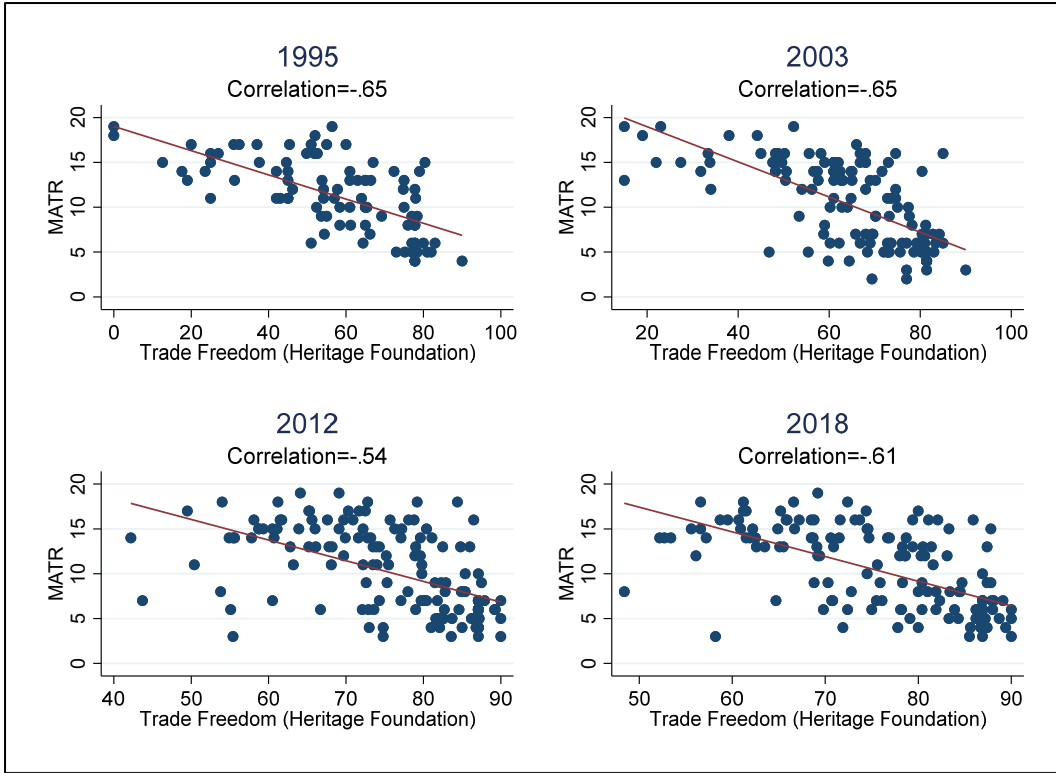 1995
Correlation=-.65
20
15
10
5
0
MATR
0 20 40 60 80 100
Trade Freedom (Heritage Foundation)
2003
Correlation=-.65
20
15
10
5
0
MATR
20 40 60 80 100
Trade Freedom (Heritage Foundation)
2012
Correlation=-.54
20
15
10
5
0
MATR
40 50 60 70 80 90
Trade Freedom (Heritage Foundation)
2018
Correlation=-.61
20
15
10
5
0
MATR
50 60 70 80 90
Trade Freedom (Heritage Foundation)